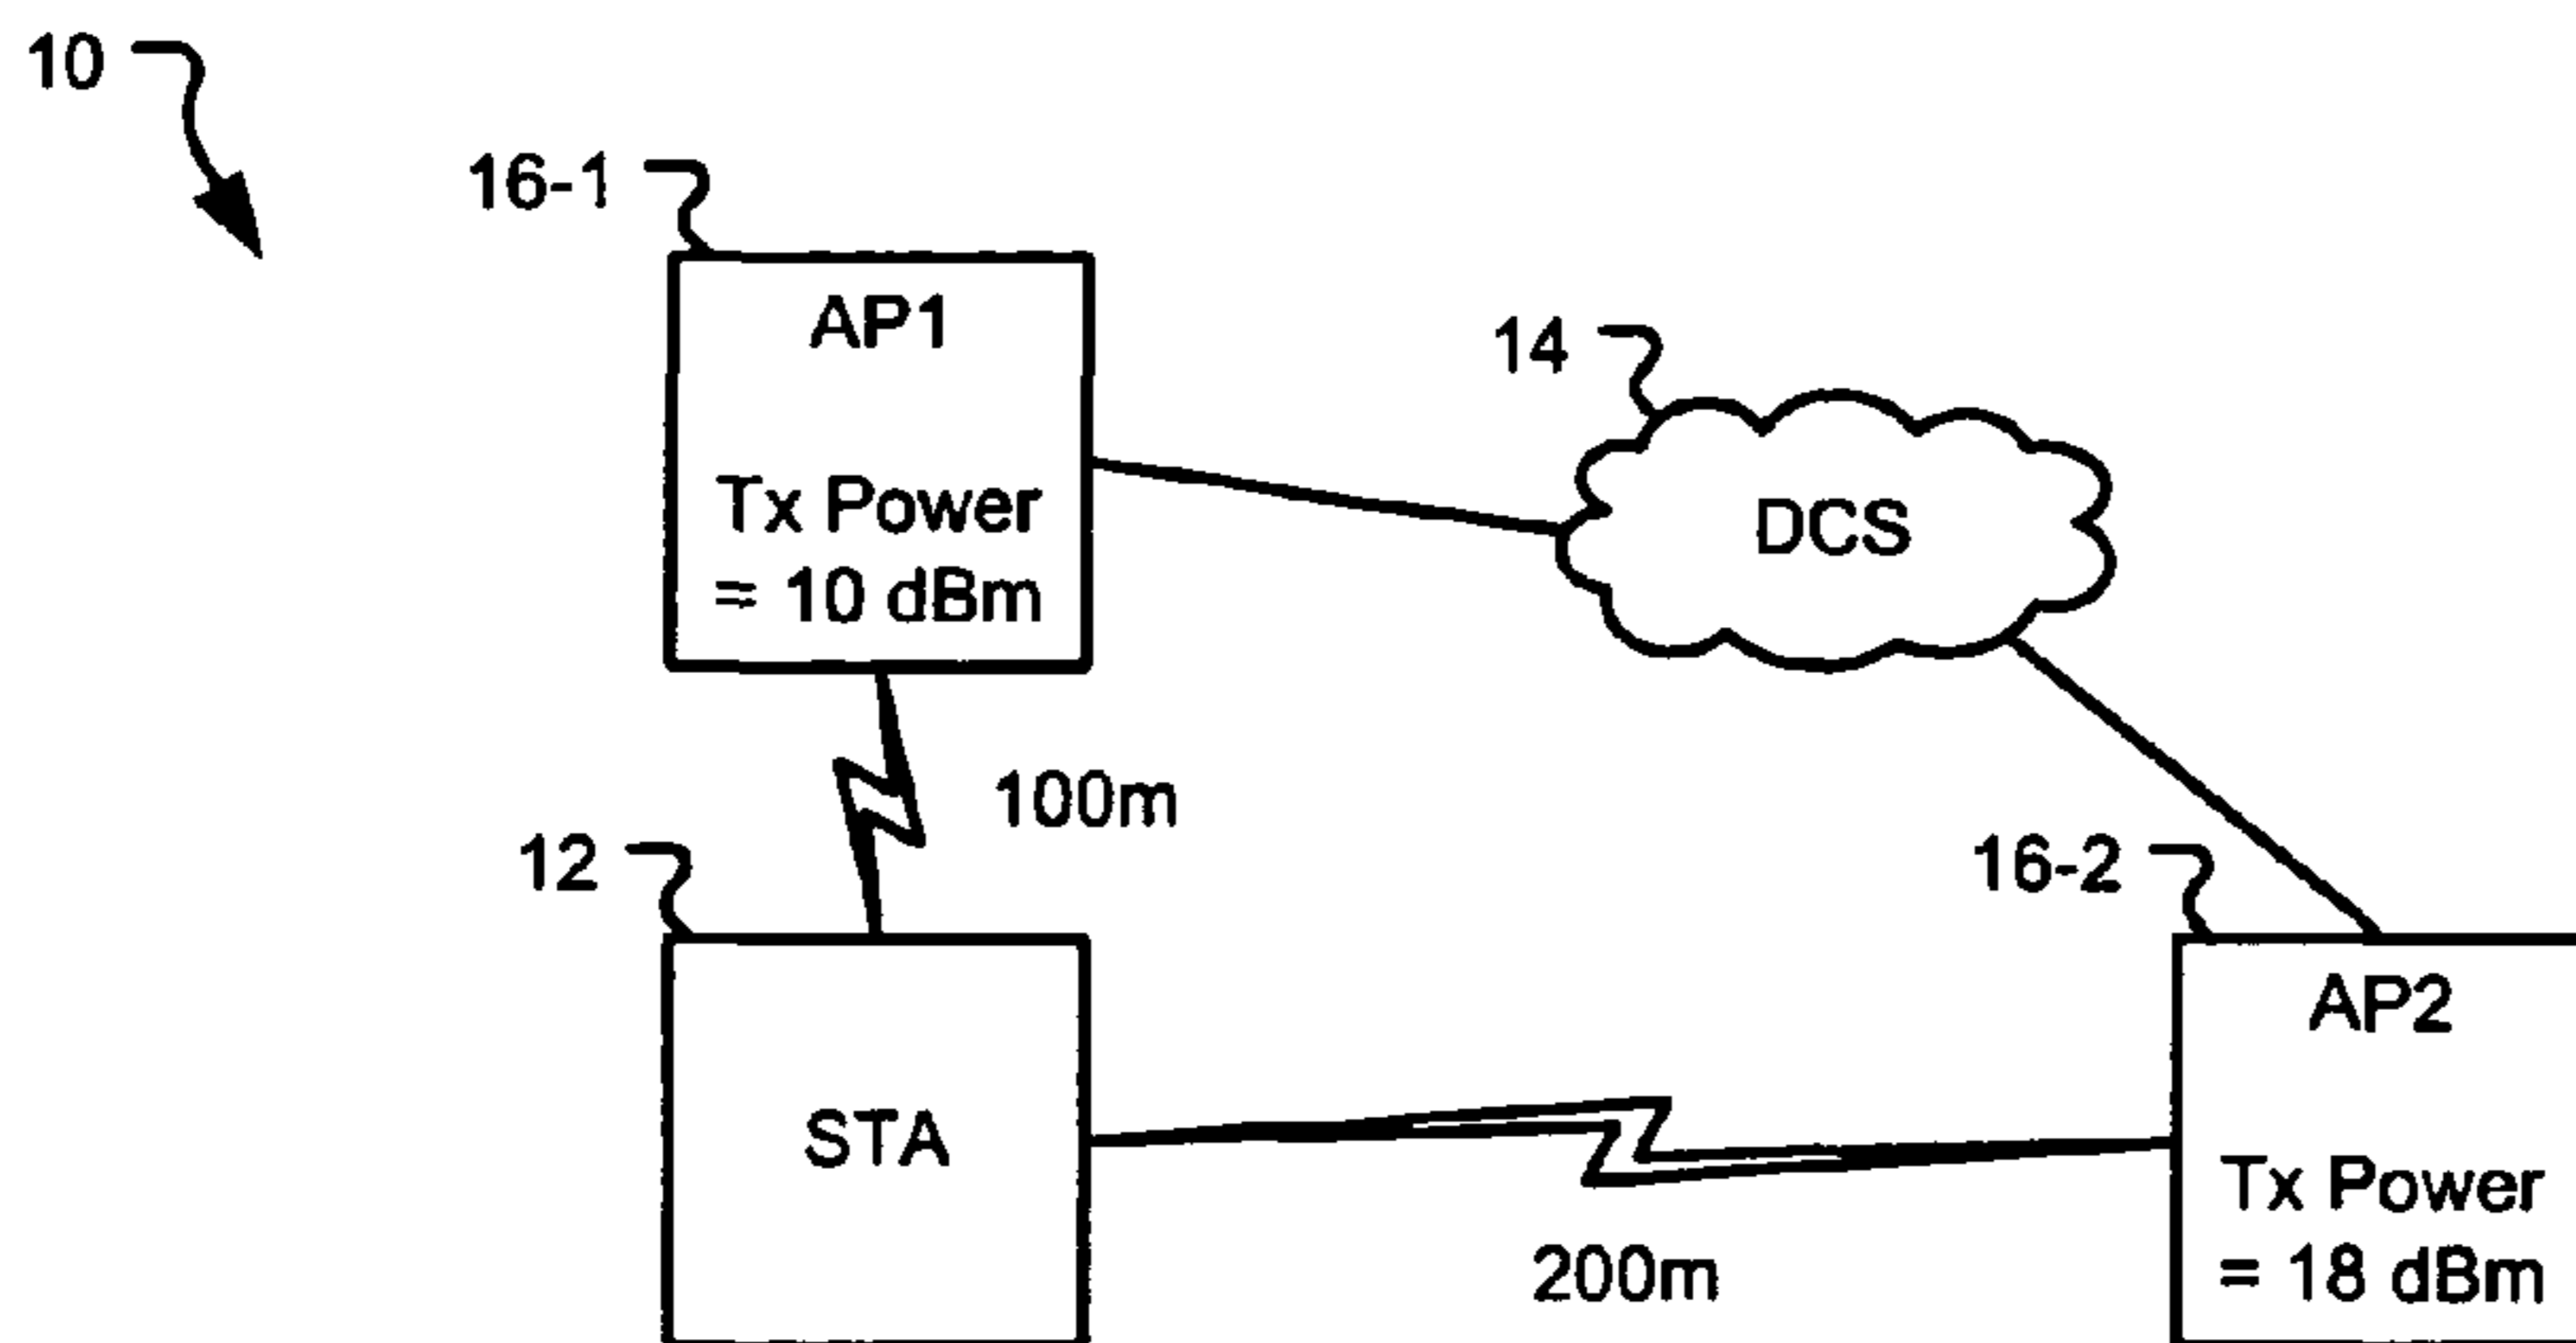 10
16-1
AP1
Tx Power
= 10 dBm
14
DCS
100m
12
STA
16-2
AP2
Tx Power
= 18 dBm
200m